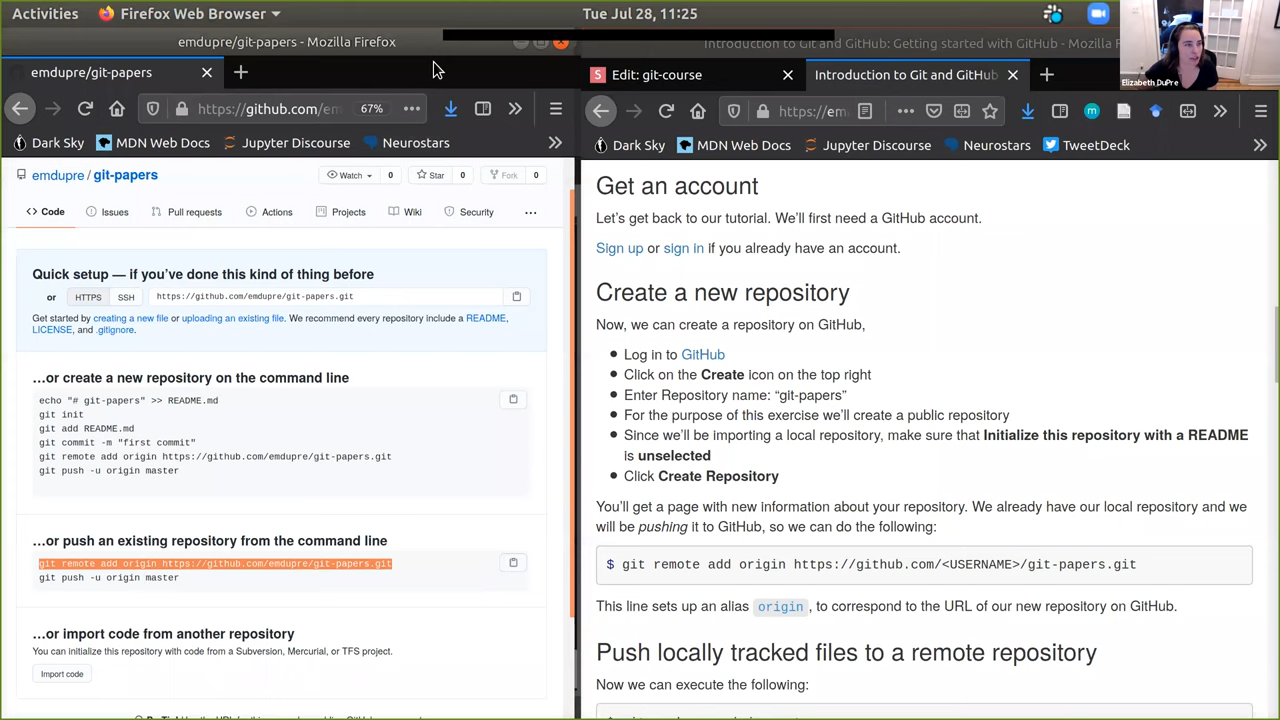 Activities Firefox Web Browser Tue Jul 28, 11:25
emdupre/git-papers - Mozilla Firefox
Introduction to Git and GitHub: Getting started with GitHub - Mozilla F
Elizabeth DuPre
emdupre/git-papers
https://github.com/em 67%
Dark Sky MDN Web Docs Jupyter Discourse Neurostars
emdupre / git-papers
Watch 0 Star 0 Fork 0
Code Issues Pull requests Actions Projects Wiki Security
Quick setup — if you've done this kind of thing before
or HTTPS SSH https://github.com/emdupre/git-papers.git
Get started by creating a new file or uploading an existing file. We recommend every repository include a README,
LICENSE, and .gitignore.
…or create a new repository on the command line
echo "# git-papers" >> README.md
git init
git add README.md
git commit -m "first commit"
git remote add origin https://github.com/emdupre/git-papers.git
git push -u origin master
…or push an existing repository from the command line
git remote add origin https://github.com/emdupre/git-papers.git
git push -u origin master
…or import code from another repository
You can initialize this repository with code from a Subversion, Mercurial, or TFS project.
Import code
Edit: git-course
Introduction to Git and GitHub
https://em
Dark Sky MDN Web Docs Jupyter Discourse Neurostars TweetDeck
Get an account
Let's get back to our tutorial. We'll first need a GitHub account.
Sign up or sign in if you already have an account.
Create a new repository
Now, we can create a repository on GitHub,
• Log in to GitHub
• Click on the Create icon on the top right
• Enter Repository name: “git-papers”
• For the purpose of this exercise we'll create a public repository
• Since we'll be importing a local repository, make sure that Initialize this repository with a README
is unselected
• Click Create Repository
You'll get a page with new information about your repository. We already have our local repository and we
will be pushing it to GitHub, so we can do the following:
$ git remote add origin https://github.com/<USERNAME>/git-papers.git
This line sets up an alias origin, to correspond to the URL of our new repository on GitHub.
Push locally tracked files to a remote repository
Now we can execute the following: